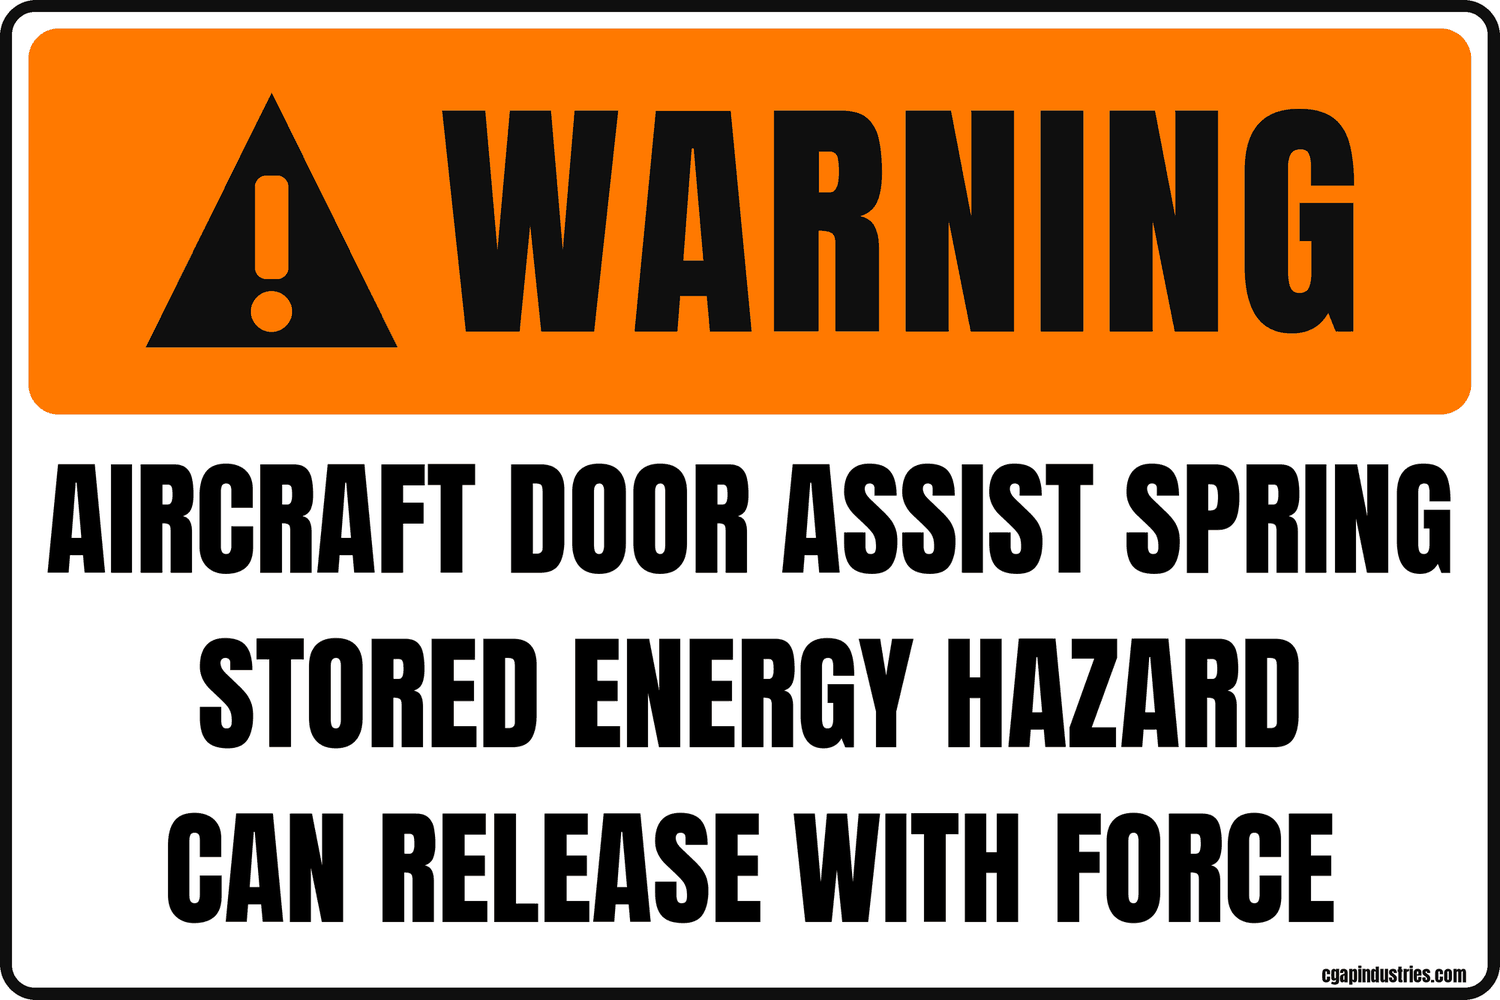 WARNING
AIRCRAFT DOOR ASSIST SPRING
STORED ENERGY HAZARD
CAN RELEASE WITH FORCE
cgapindustries.com